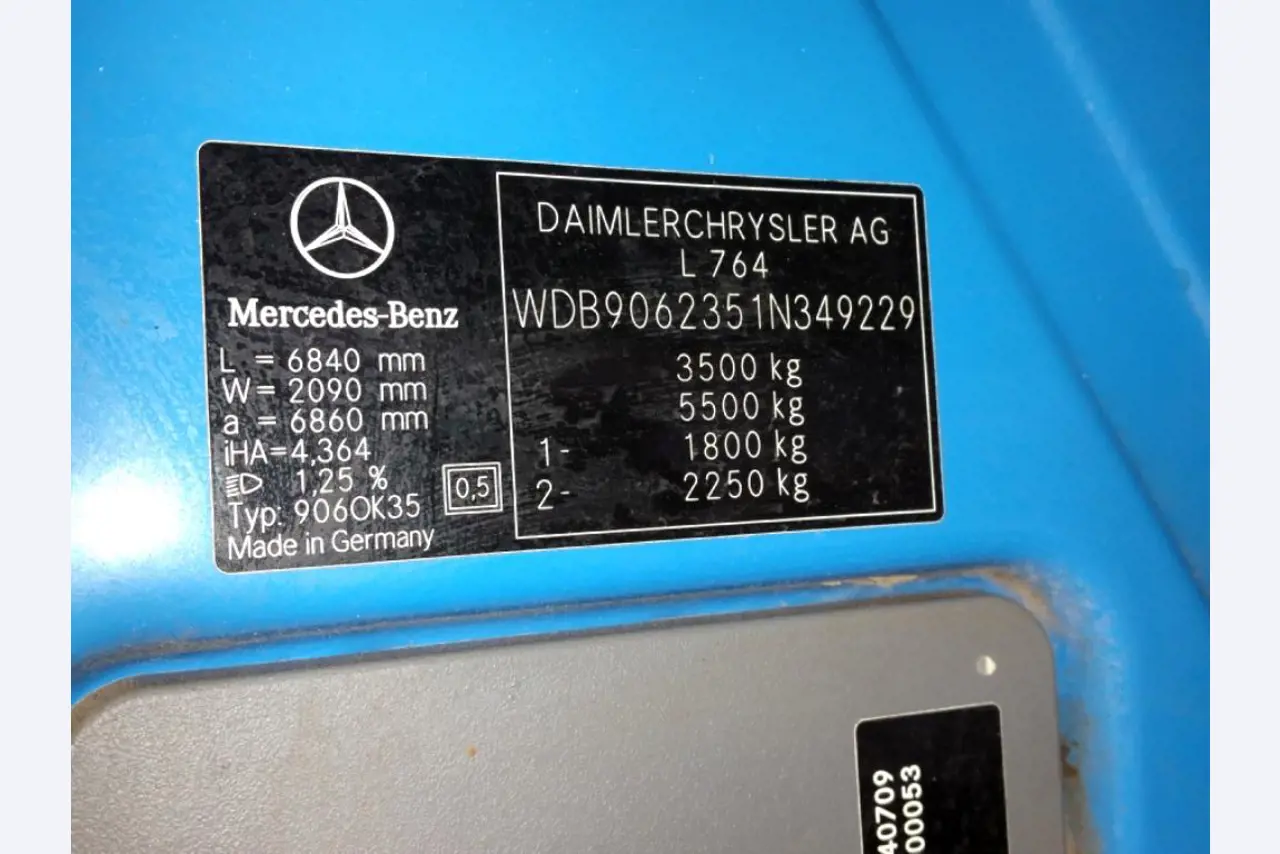 Mercedes-Benz
L = 6840 mm
W = 2090 mm
a = 6860 mm
iHA=4,364
1,25 %
Typ: 906OK35
Made in Germany
0,5
DAIMLERCHRYSLER AG
L 764
WDB9062351N349229
3500 kg
5500 kg
1- 1800 kg
2- 2250 kg
40709
00053